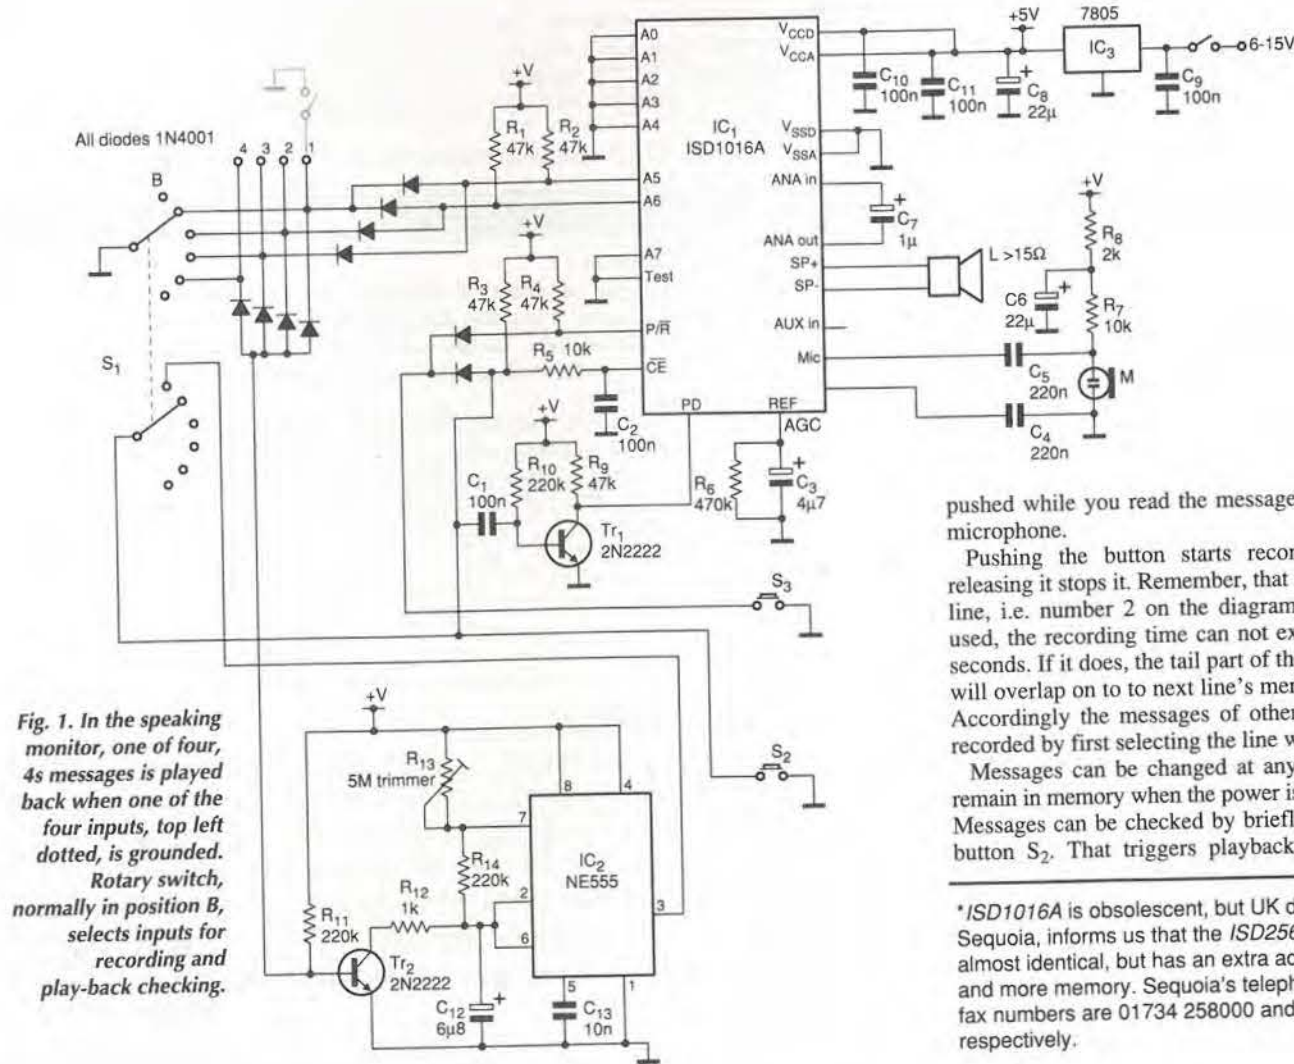 A0
A1
A2
A3
A4
A5
A6
A7
Test
P/R
CE
PD
REF
AGC
IC1
ISD1016A
VCCD
VCCA
VSSD
VSSA
ANA in
ANA out
SP+
SP-
AUX in
Mic
+5V
7805
IC3
6-15V
C10
100n
C11
100n
C8
22µ
+
C9
100n
C7
1µ
+
L >15Ω
+V
R8
2k
C6
22µ
+
R7
10k
C5
220n
M
C4
220n
All diodes 1N4001
4
3
2
1
B
S1
+V
R1
47k
R2
47k
+V
R3
47k
R4
47k
R5 10k
C2
100n
+V
C1
100n
R10
220k
R9
47k
Tr1
2N2222
R6
470k
C3
4µ7
+
S3
S2
+V
R13
5M trimmer
8
4
7
R14
220k
IC2
NE555
R12
1k
2
6
3
R11
220k
Tr2
2N2222
C12
6µ8
+
5
1
C13
10n
Fig. 1. In the speaking
monitor, one of four,
4s messages is played
back when one of the
four inputs, top left
dotted, is grounded.
Rotary switch,
normally in position B,
selects inputs for
recording and
play-back checking.
pushed while you read the message
microphone.
Pushing the button starts recor
releasing it stops it. Remember, that
line, i.e. number 2 on the diagram
used, the recording time can not ex
seconds. If it does, the tail part of th
will overlap on to to next line's mer
Accordingly the messages of other
recorded by first selecting the line w
Messages can be changed at any
remain in memory when the power is
Messages can be checked by briefl
button S2. That triggers playback
*ISD1016A is obsolescent, but UK d
Sequoia, informs us that the ISD256
almost identical, but has an extra ad
and more memory. Sequoia's teleph
fax numbers are 01734 258000 and
respectively.